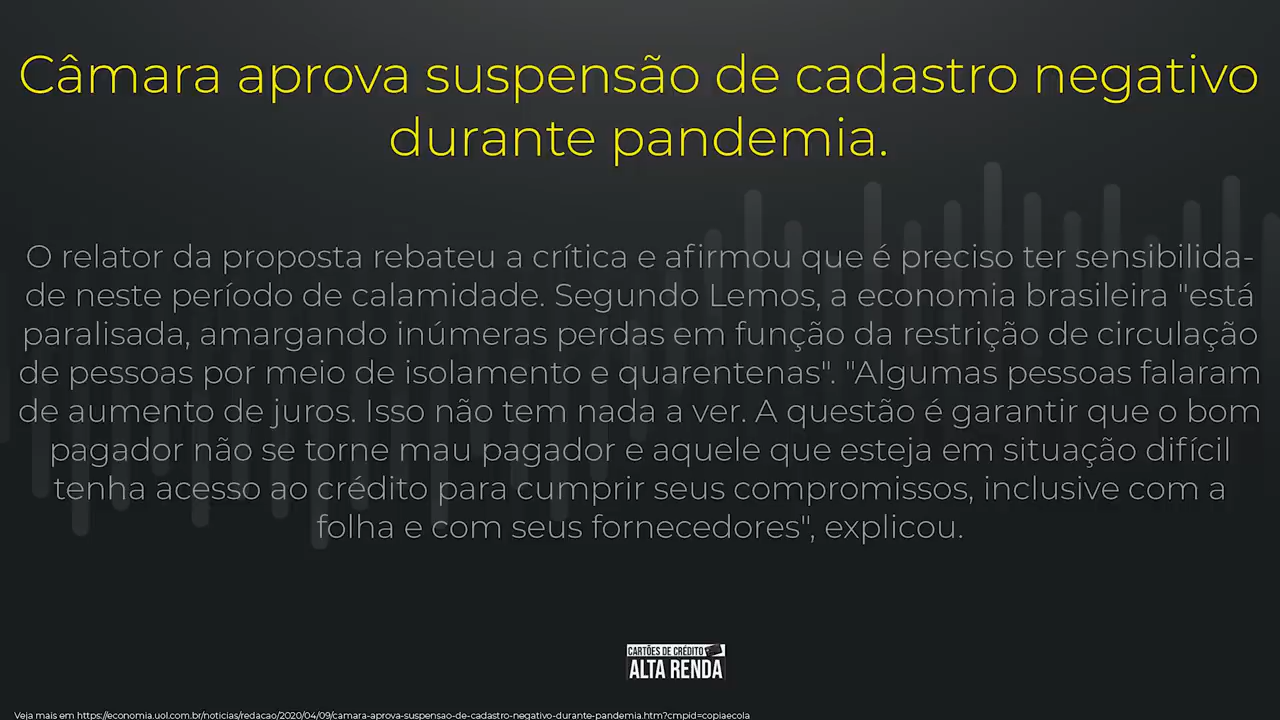 Câmara aprova suspensão de cadastro negativo
durante pandemia.
O relator da proposta rebateu a crítica e afirmou que é preciso ter sensibilida-
de neste período de calamidade. Segundo Lemos, a economia brasileira "está
paralisada, amargando inúmeras perdas em função da restrição de circulação
de pessoas por meio de isolamento e quarentenas". "Algumas pessoas falaram
de aumento de juros. Isso não tem nada a ver. A questão é garantir que o bom
pagador não se torne mau pagador e aquele que esteja em situação difícil
tenha acesso ao crédito para cumprir seus compromissos, inclusive com a
folha e com seus fornecedores", explicou.
CARTÕES DE CRÉDITO
ALTA RENDA
Veja mais em https://economia.uol.com.br/noticias/redacao/2020/04/09/camara-aprova-suspensao-de-cadastro-negativo-durante-pandemia.htm?cmpid=copiaecola